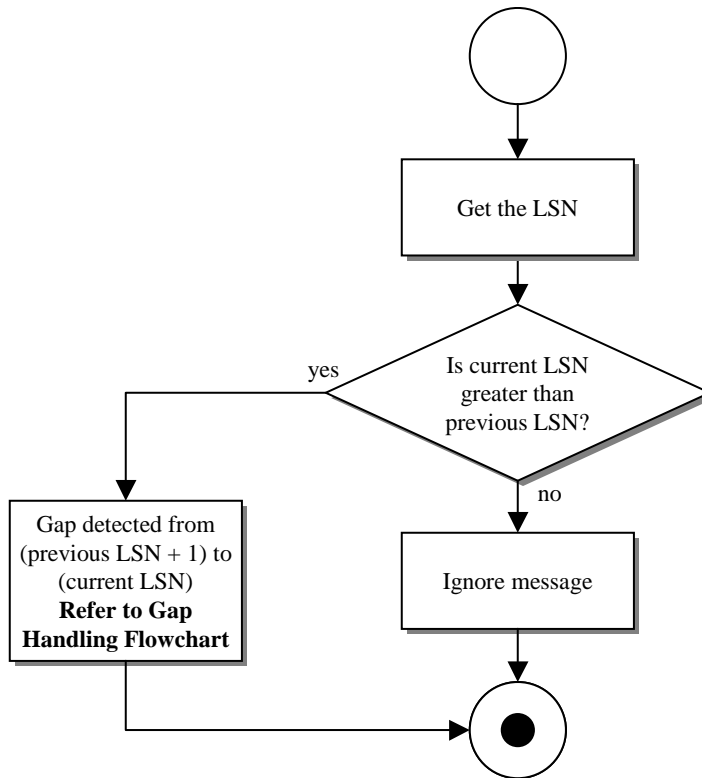 Get the LSN
Is current LSN
greater than
previous LSN?
yes
no
Gap detected from
(previous LSN + 1) to
(current LSN)
Refer to Gap
Handling Flowchart
Ignore message